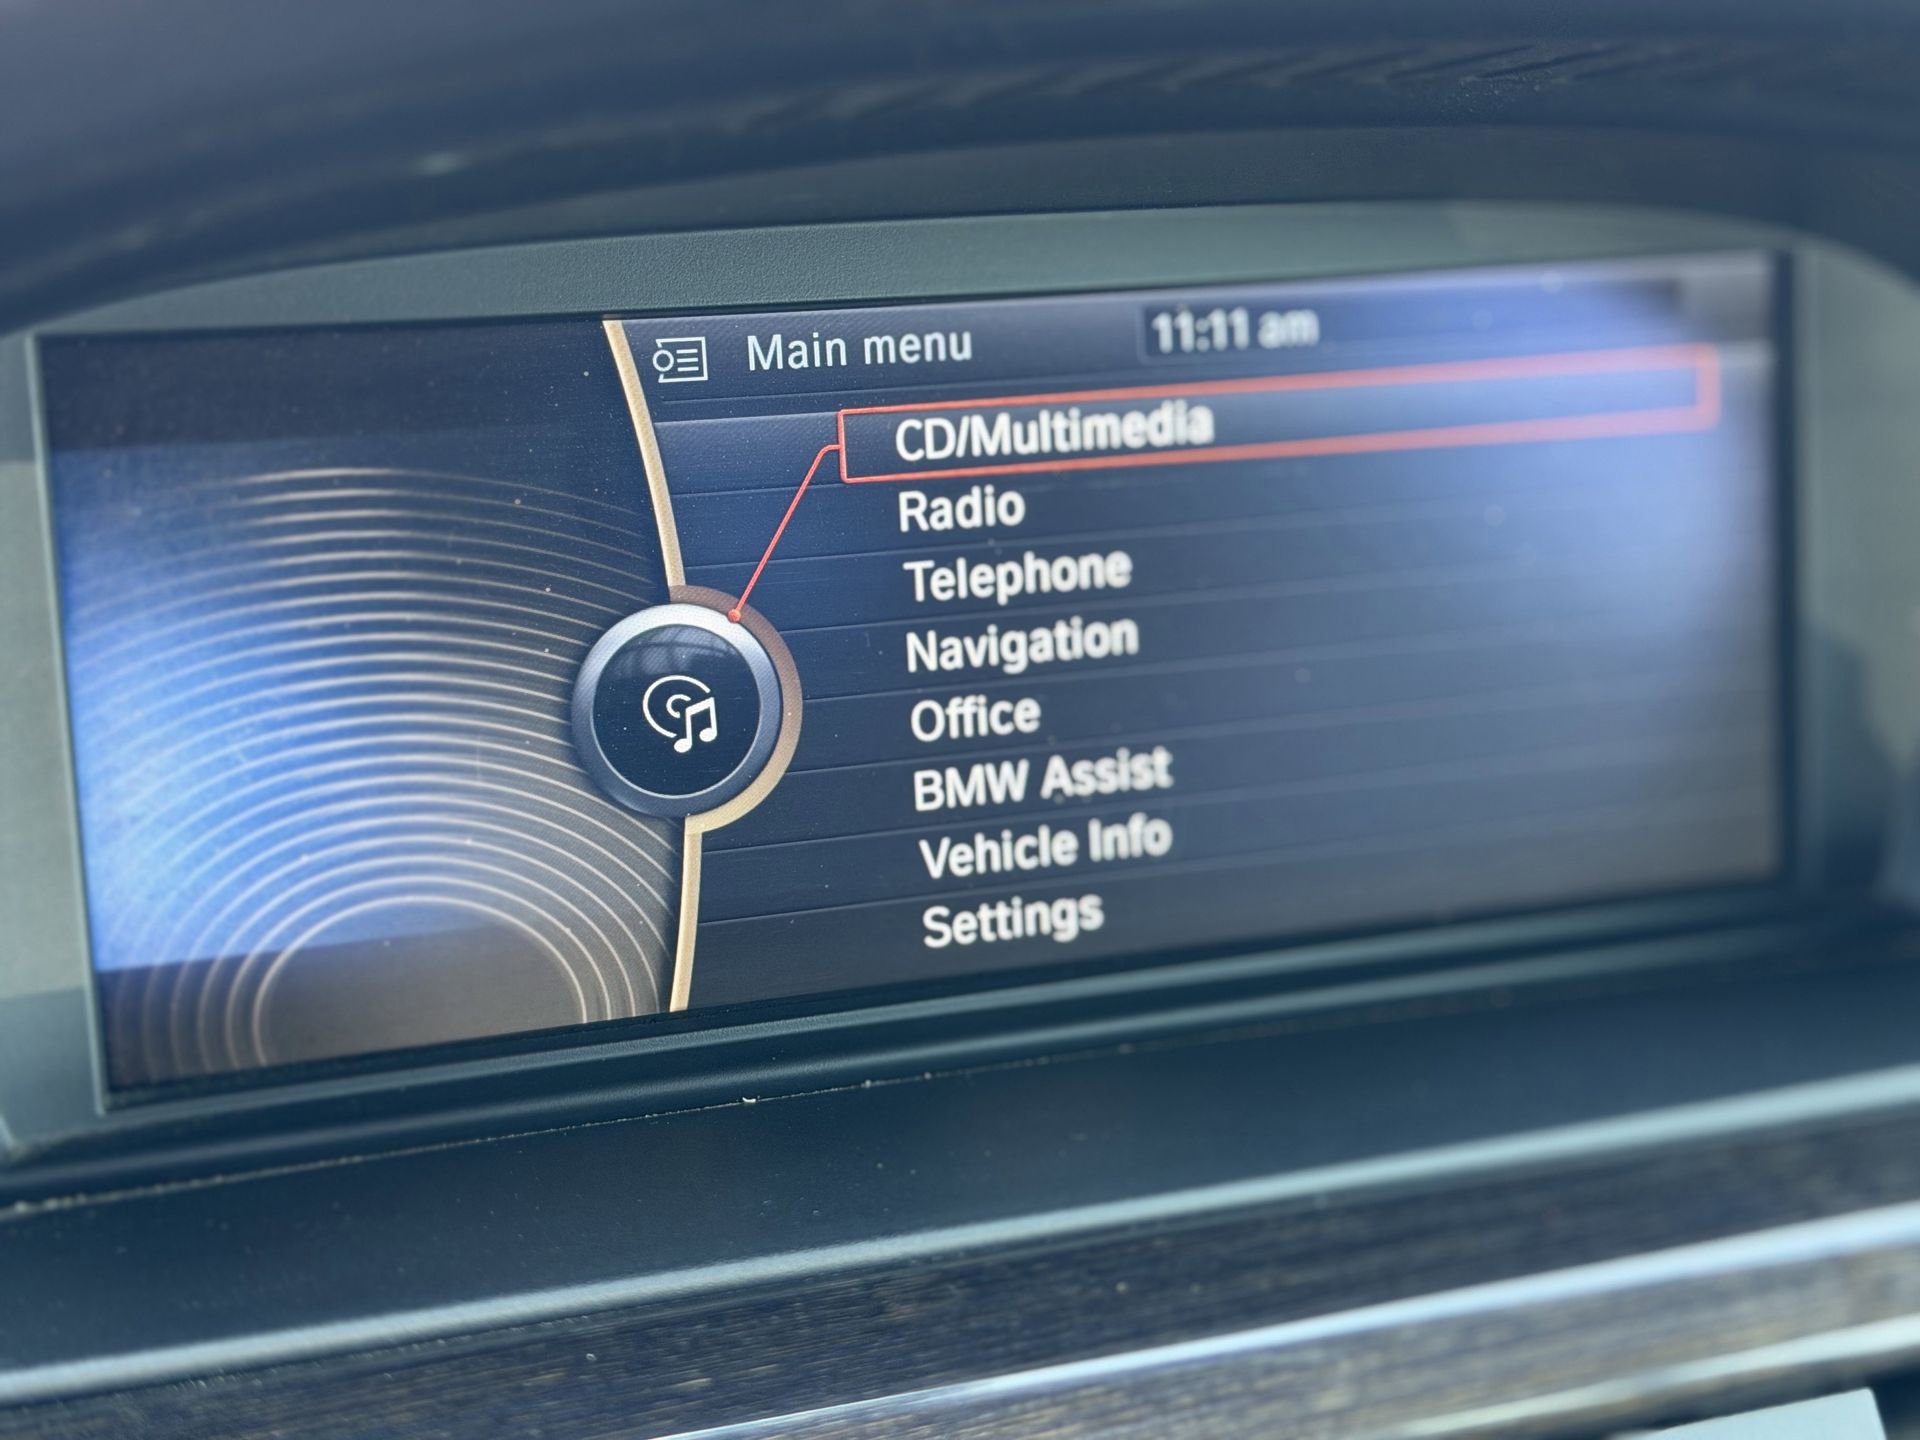 Main menu 11:11 am
CD/Multimedia
Radio
Telephone
Navigation
Office
BMW Assist
Vehicle Info
Settings